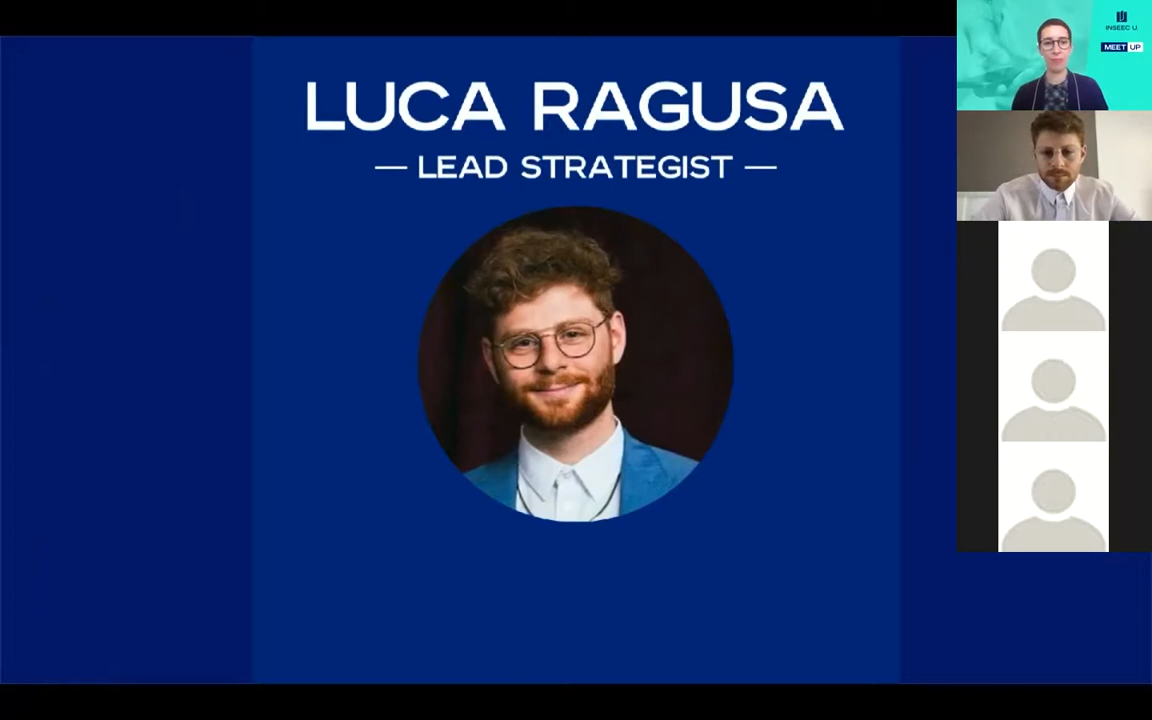 LUCA RAGUSA
— LEAD STRATEGIST —
INSEEC U.
MEET UP